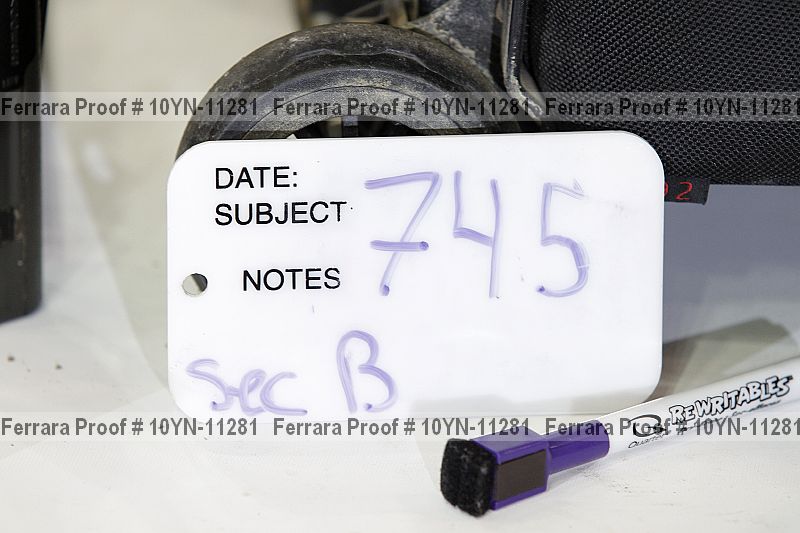 Ferrara Proof # 10YN-11281 Ferrara Proof # 10YN-11281 Ferrara Proof # 10YN-11281
DATE: 745
SUBJECT
NOTES
Sec B
REWRITABLES
Ferrara Proof # 10YN-11281 Ferrara Proof # 10YN-11281 Ferrara Proof # 10YN-11281